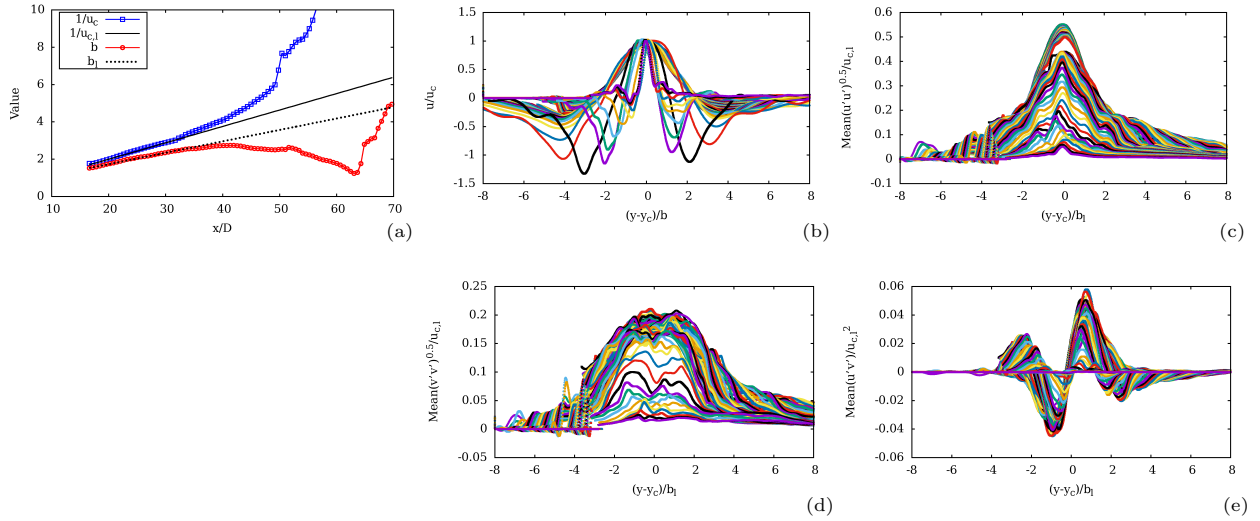 10
8
6
4
2
0
Value
1/u_c
1/u_c,l
b
b_l
10 20 30 40 50 60 70
x/D
(a)
1.5
1
0.5
0
-0.5
-1
-1.5
u/u_c
-8 -6 -4 -2 0 2 4 6 8
(y-y_c)/b
(b)
0.6
0.5
0.4
0.3
0.2
0.1
0
-0.1
Mean(u'u')^0.5/u_c,l
-8 -6 -4 -2 0 2 4 6 8
(y-y_c)/b_l
(c)
0.25
0.2
0.15
0.1
0.05
0
-0.05
Mean(v'v')^0.5/u_c,l
-8 -6 -4 -2 0 2 4 6 8
(y-y_c)/b_l
(d)
0.06
0.04
0.02
0
-0.02
-0.04
-0.06
Mean(u'v')/u_c,l^2
-8 -6 -4 -2 0 2 4 6 8
(y-y_c)/b_l
(e)